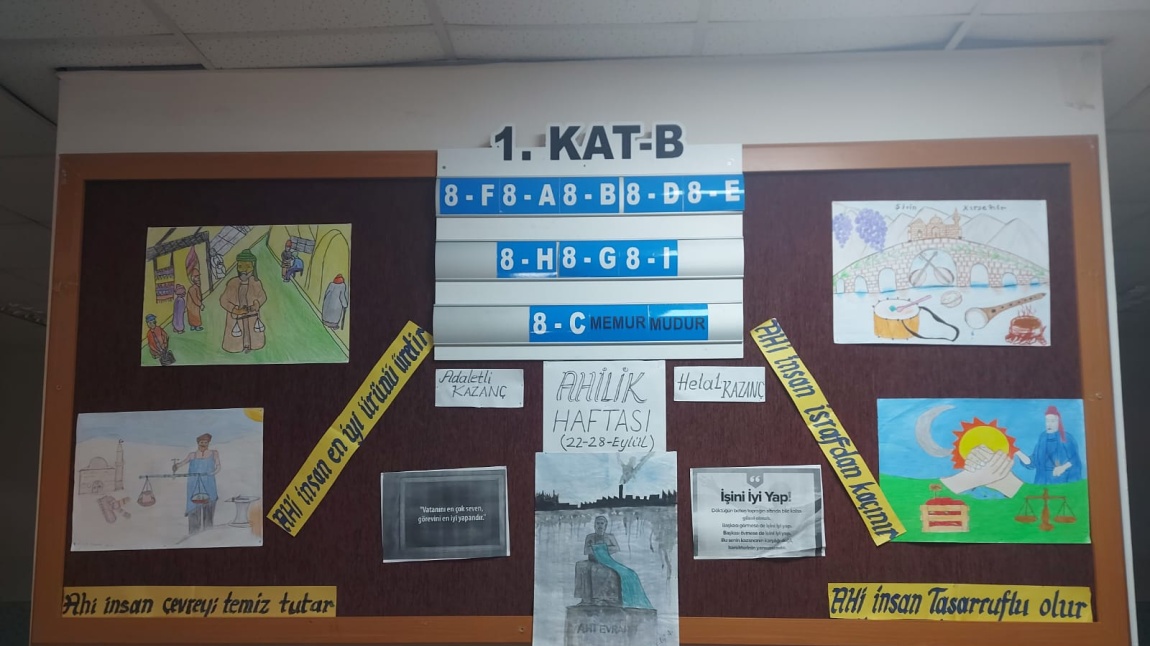 1. KAT-B
8-F 8-A 8-B 8-D 8-E
8-H 8-G 8-I
8-C MEMUR MUDUR
Adaletli
KAZANÇ
AHİLİK
HAFTASI
(22-28-Eylül)
Helal KAZANÇ
AHi insan en iyi ürünü üretir
AHi insan israfdan kaçınır
"Vatanını en çok seven,
görevini en iyi yapandır."
İşini İyi Yap!
AHİ EVRAN
Ahi insan çevreyi temiz tutar
AHi insan Tasarruflu olur